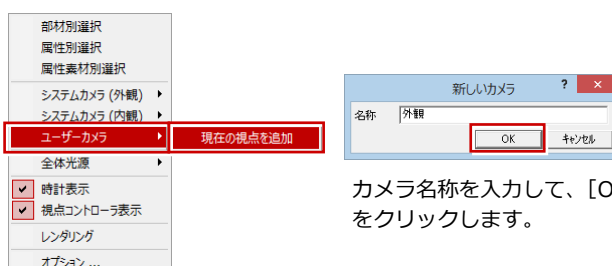 部材別選択
属性別選択
属性素材別選択
システムカメラ (外観)
システムカメラ (内観)
ユーザーカメラ
現在の視点を追加
全体光源
時計表示
視点コントローラ表示
レンダリング
オプション ...
新しいカメラ ? ×
名称 外観
OK キャンセル
カメラ名称を入力して、[O
をクリックします。